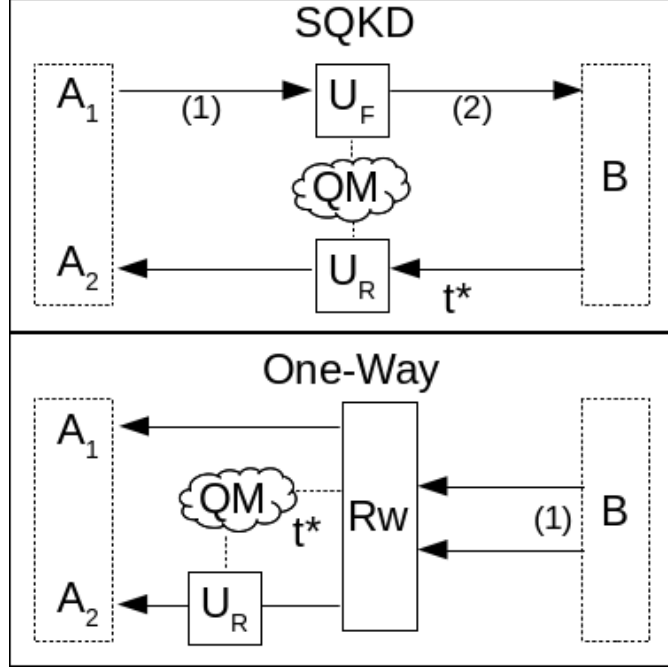 SQKD
A1
(1)
UF
(2)
QM
B
A2
UR
t*
One-Way
A1
QM
t*
Rw
(1)
B
A2
UR